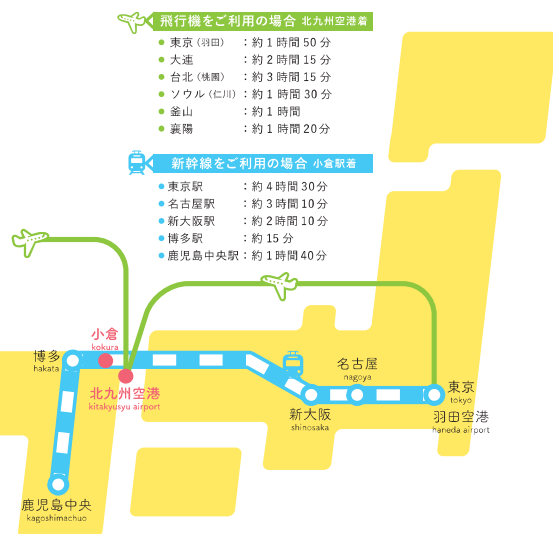 飛行機をご利用の場合 北九州空港着
東京（羽田）：約1時間50分
大連：約2時間15分
台北（桃園）：約3時間15分
ソウル（仁川）：約1時間30分
釜山：約1時間
襄陽：約1時間20分
新幹線をご利用の場合 小倉駅着
東京駅：約4時間30分
名古屋駅：約3時間10分
新大阪駅：約2時間10分
博多駅：約15分
鹿児島中央駅：約1時間40分
小倉
kokura
博多
hakata
北九州空港
kitakyusyu airport
名古屋
nagoya
新大阪
shinosaka
東京
tokyo
羽田空港
haneda airport
鹿児島中央
kagoshimachuo